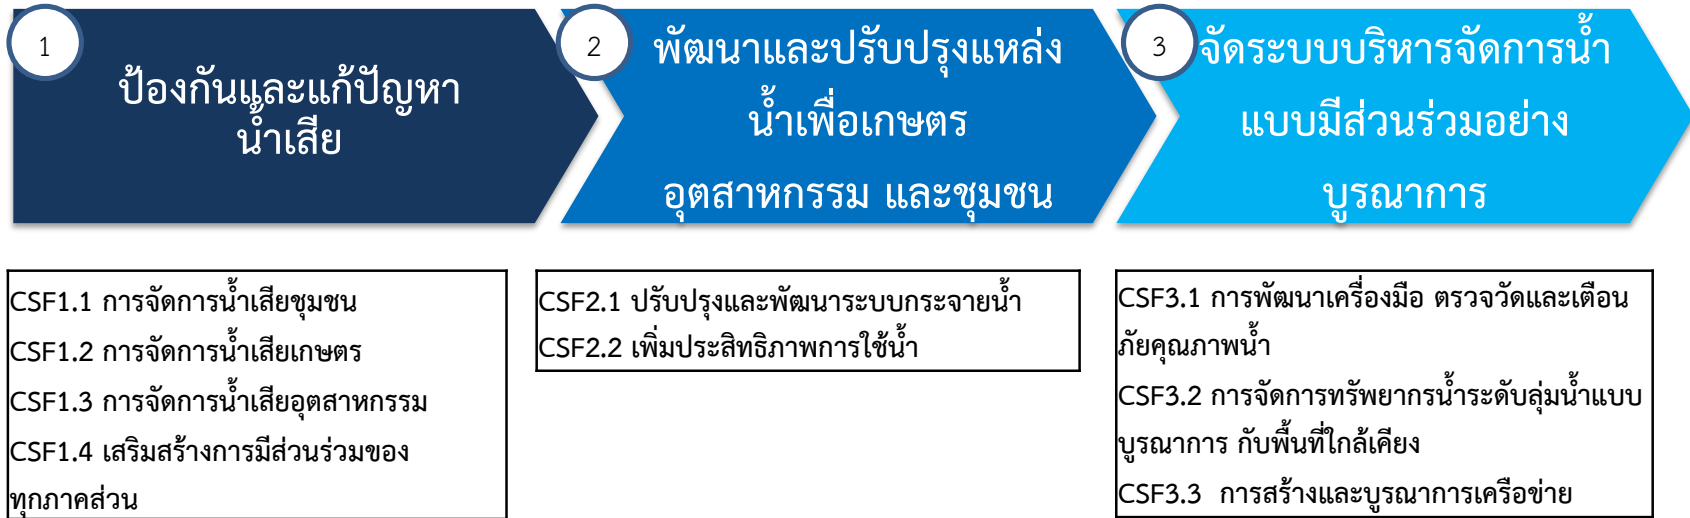 1
ป้องกันและแก้ปัญหา
น้ำเสีย
2
พัฒนาและปรับปรุงแหล่ง
น้ำเพื่อเกษตร
อุตสาหกรรม และชุมชน
3
จัดระบบบริหารจัดการน้ำ
แบบมีส่วนร่วมอย่าง
บูรณาการ
CSF1.1 การจัดการน้ำเสียชุมชน
CSF1.2 การจัดการน้ำเสียเกษตร
CSF1.3 การจัดการน้ำเสียอุตสาหกรรม
CSF1.4 เสริมสร้างการมีส่วนร่วมของ
ทุกภาคส่วน
CSF2.1 ปรับปรุงและพัฒนาระบบกระจายน้ำ
CSF2.2 เพิ่มประสิทธิภาพการใช้น้ำ
CSF3.1 การพัฒนาเครื่องมือ ตรวจวัดและเตือน
ภัยคุณภาพน้ำ
CSF3.2 การจัดการทรัพยากรน้ำระดับลุ่มน้ำแบบ
บูรณาการ กับพื้นที่ใกล้เคียง
CSF3.3 การสร้างและบูรณาการเครือข่าย